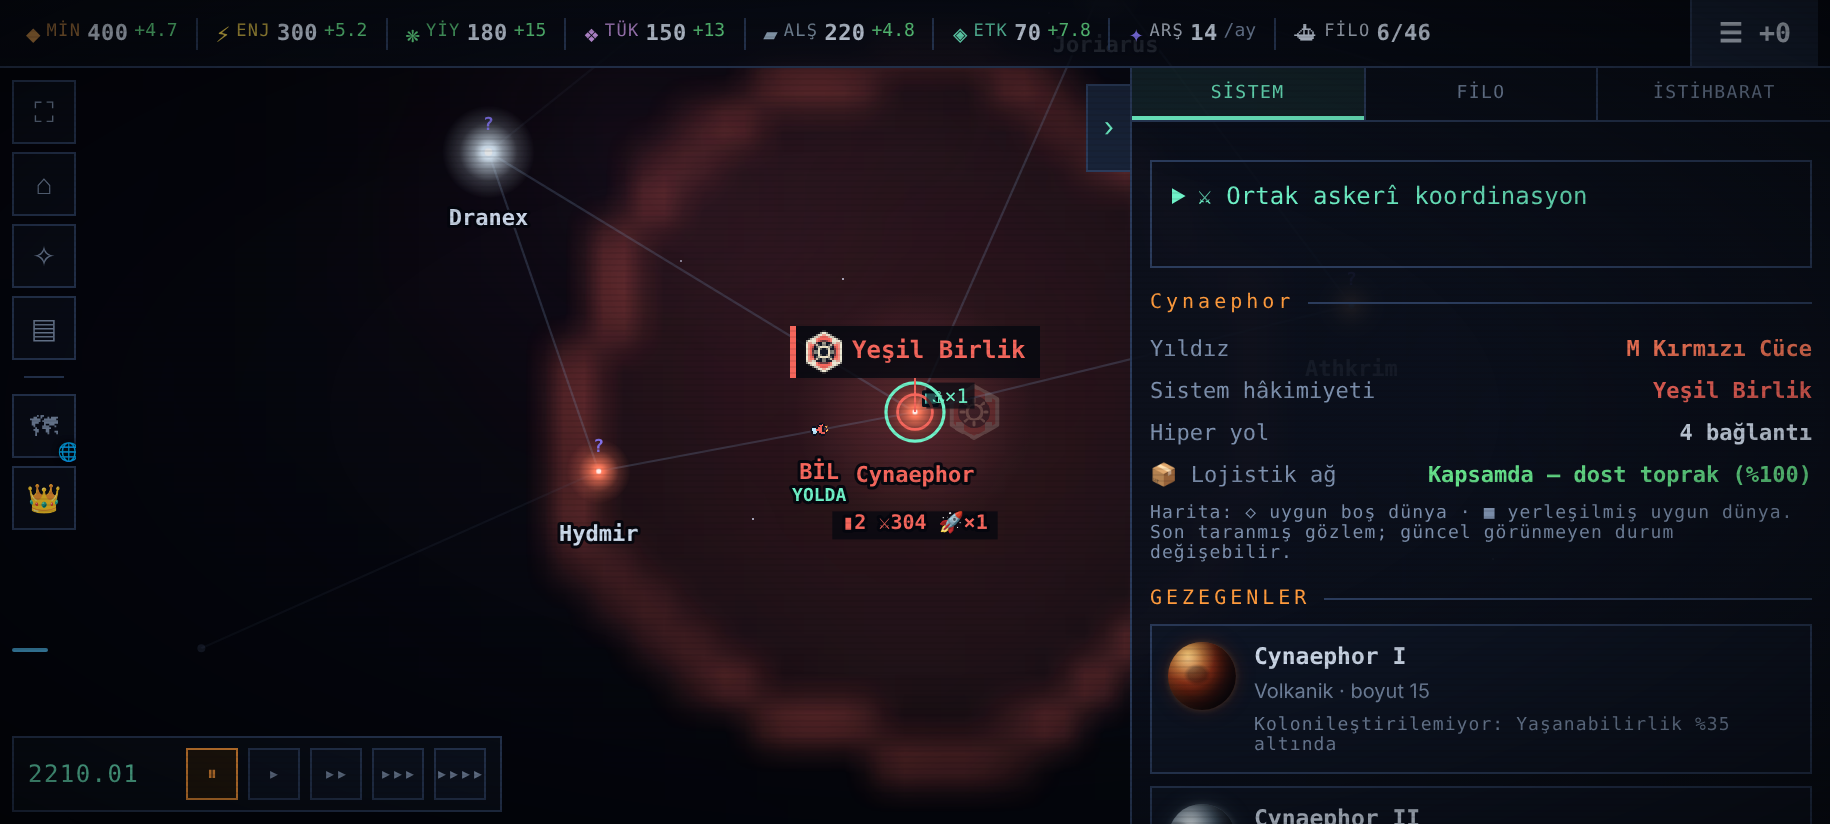 MİN 400 +4.7 ENJ 300 +5.2 YİY 180 +15 TÜK 150 +13 ALŞ 220 +4.8 ETK 70 +7.8 ARŞ 14 /ay FİLO 6/46 ☰ +0
Joriarus
SİSTEM FİLO İSTİHBARAT
?
Dranex
▶ ⚔ Ortak askerî koordinasyon
Cynaephor
Yıldız M Kırmızı Cüce
Athkrim
Sistem hâkimiyeti Yeşil Birlik
Hiper yol 4 bağlantı
📦 Lojistik ağ Kapsamda — dost toprak (%100)
Harita: ◇ uygun boş dünya · ■ yerleşilmiş uygun dünya.
Son taranmış gözlem; güncel görünmeyen durum
değişebilir.
GEZEGENLER
Cynaephor I
Volkanik · boyut 15
Kolonileştirilemiyor: Yaşanabilirlik %35
altında
Cynaephor II
Yeşil Birlik
×1
?
BİL Cynaephor
YOLDA
2 ⚔304 🚀×1
Hydmir
2210.01